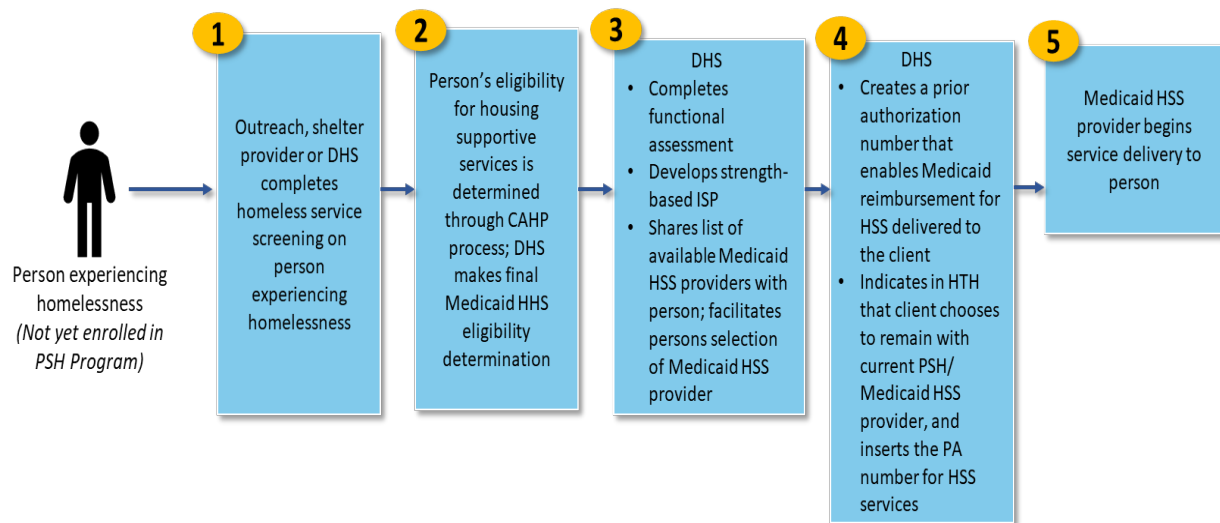 Person experiencing
homelessness
(Not yet enrolled in
PSH Program)
1
Outreach, shelter
provider or DHS
completes
homeless service
screening on
person
experiencing
homelessness
2
Person's eligibility
for housing
supportive
services is
determined
through CAHP
process; DHS
makes final
Medicaid HHS
eligibility
determination
3
DHS
• Completes
functional
assessment
• Develops strength-
based ISP
• Shares list of
available Medicaid
HSS providers with
person; facilitates
persons selection
of Medicaid HSS
provider
4
DHS
• Creates a prior
authorization
number that
enables Medicaid
reimbursement for
HSS delivered to
the client
• Indicates in HTH
that client chooses
to remain with
current PSH/
Medicaid HSS
provider, and
inserts the PA
number for HSS
services
5
Medicaid HSS
provider begins
service delivery to
person